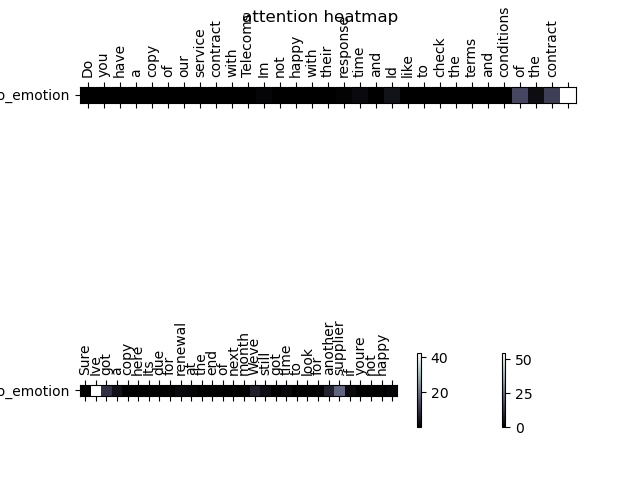 attention heatmap
Do you have a copy of our service contract with Telecoms Im not happy with their response time and Id like to check the terms and conditions of the contract
o_emotion
Sure Ive got a copy here Its due for renewal at the end of next month Weve still got time to look for another supplier if youre not happy
o_emotion
40
20
50
25
0